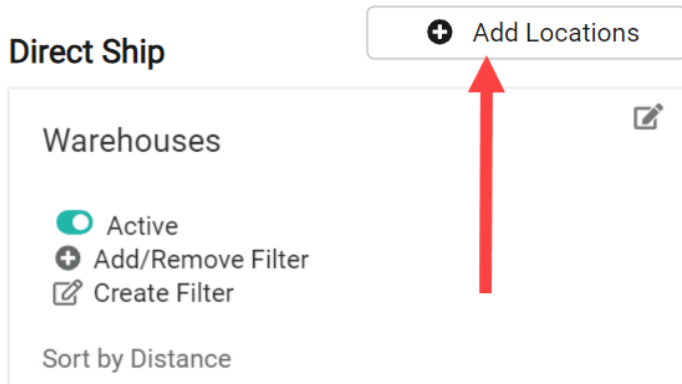 Direct Ship
Add Locations
Warehouses
Active
Add/Remove Filter
Create Filter
Sort by Distance